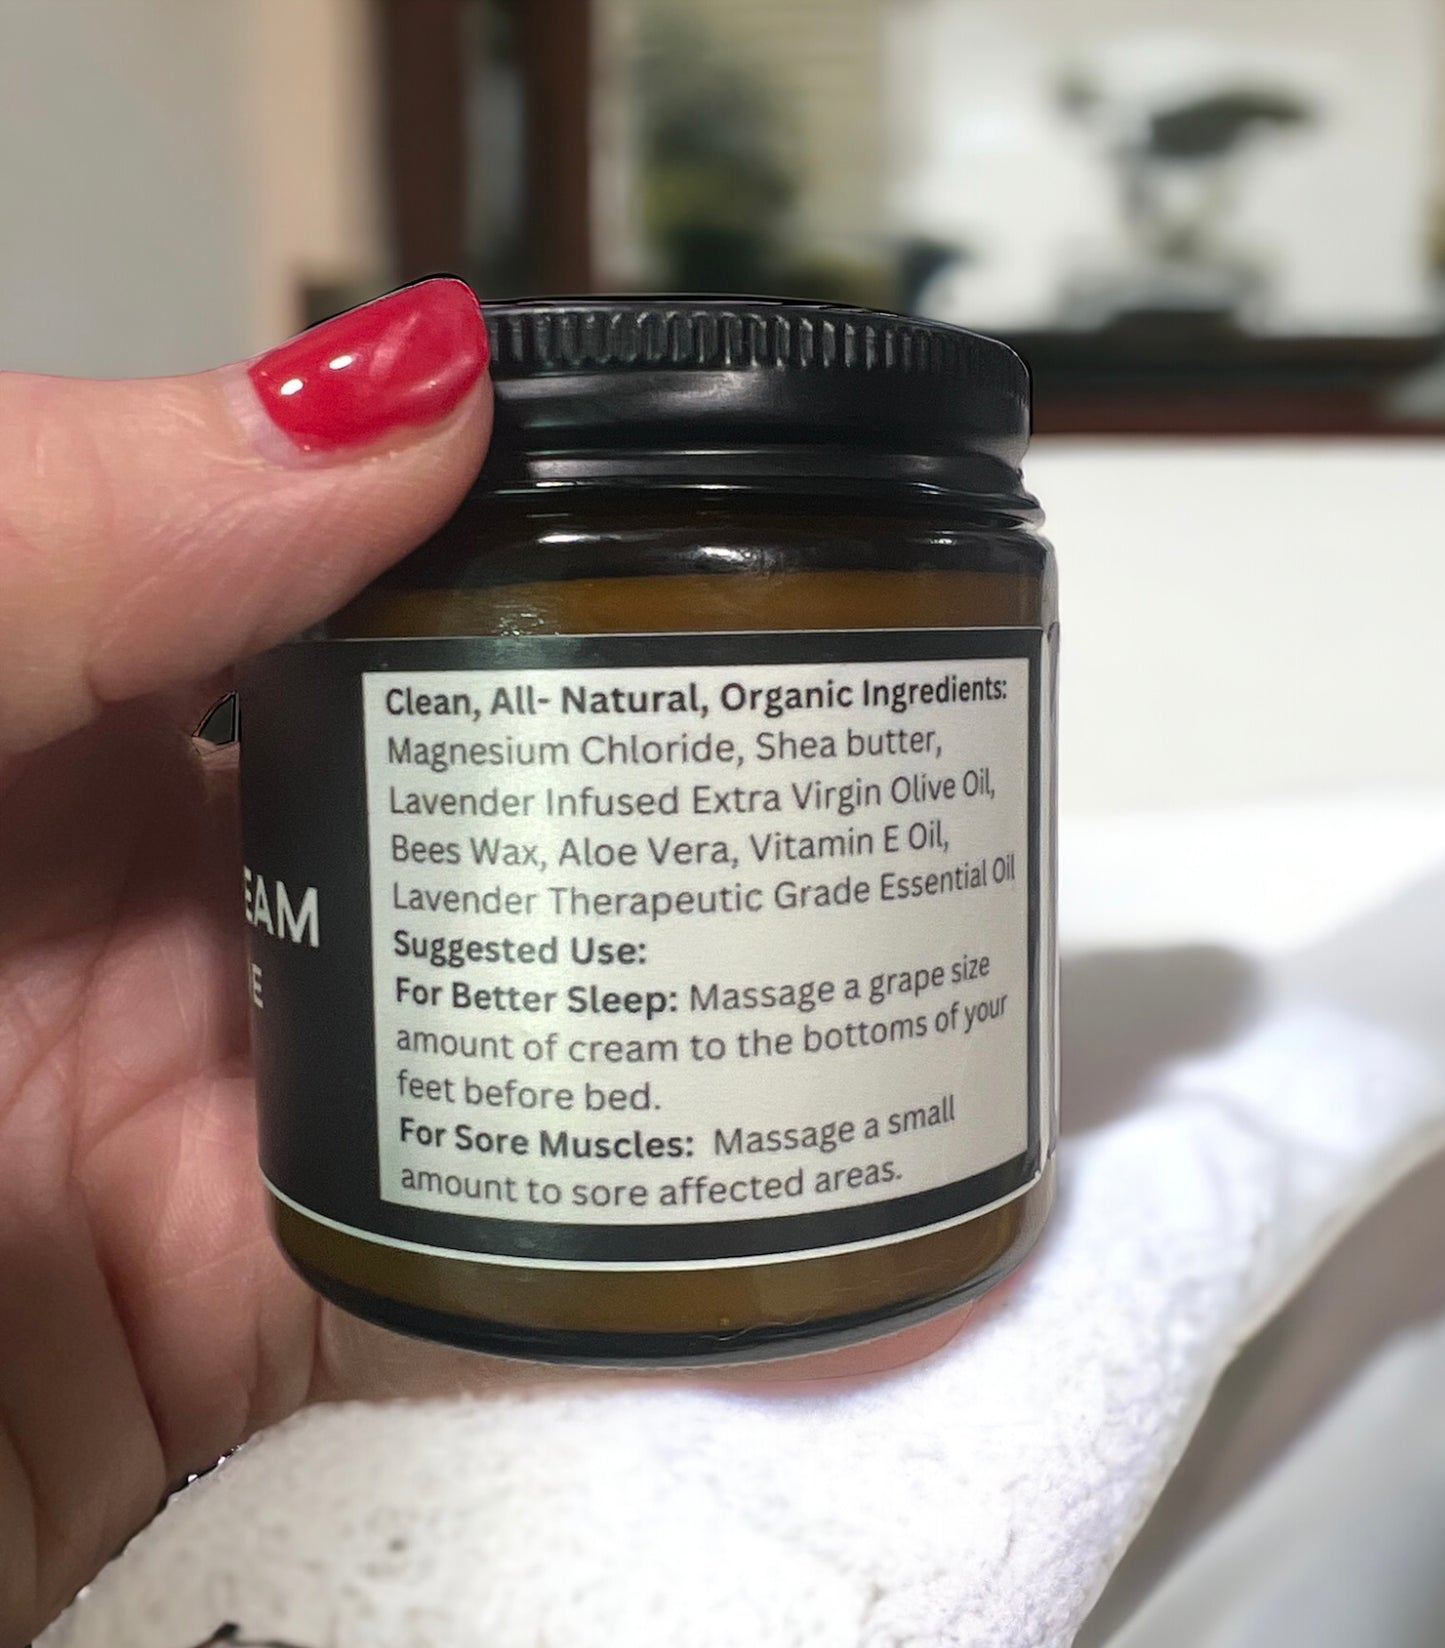 Clean, All- Natural, Organic Ingredients:
Magnesium Chloride, Shea butter,
Lavender Infused Extra Virgin Olive Oil,
Bees Wax, Aloe Vera, Vitamin E Oil,
Lavender Therapeutic Grade Essential Oil
Suggested Use:
For Better Sleep: Massage a grape size
amount of cream to the bottoms of your
feet before bed.
For Sore Muscles: Massage a small
amount to sore affected areas.